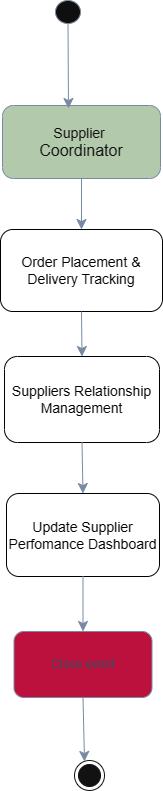 Supplier
Coordinator
Order Placement &
Delivery Tracking
Suppliers Relationship
Management
Update Supplier
Perfomance Dashboard